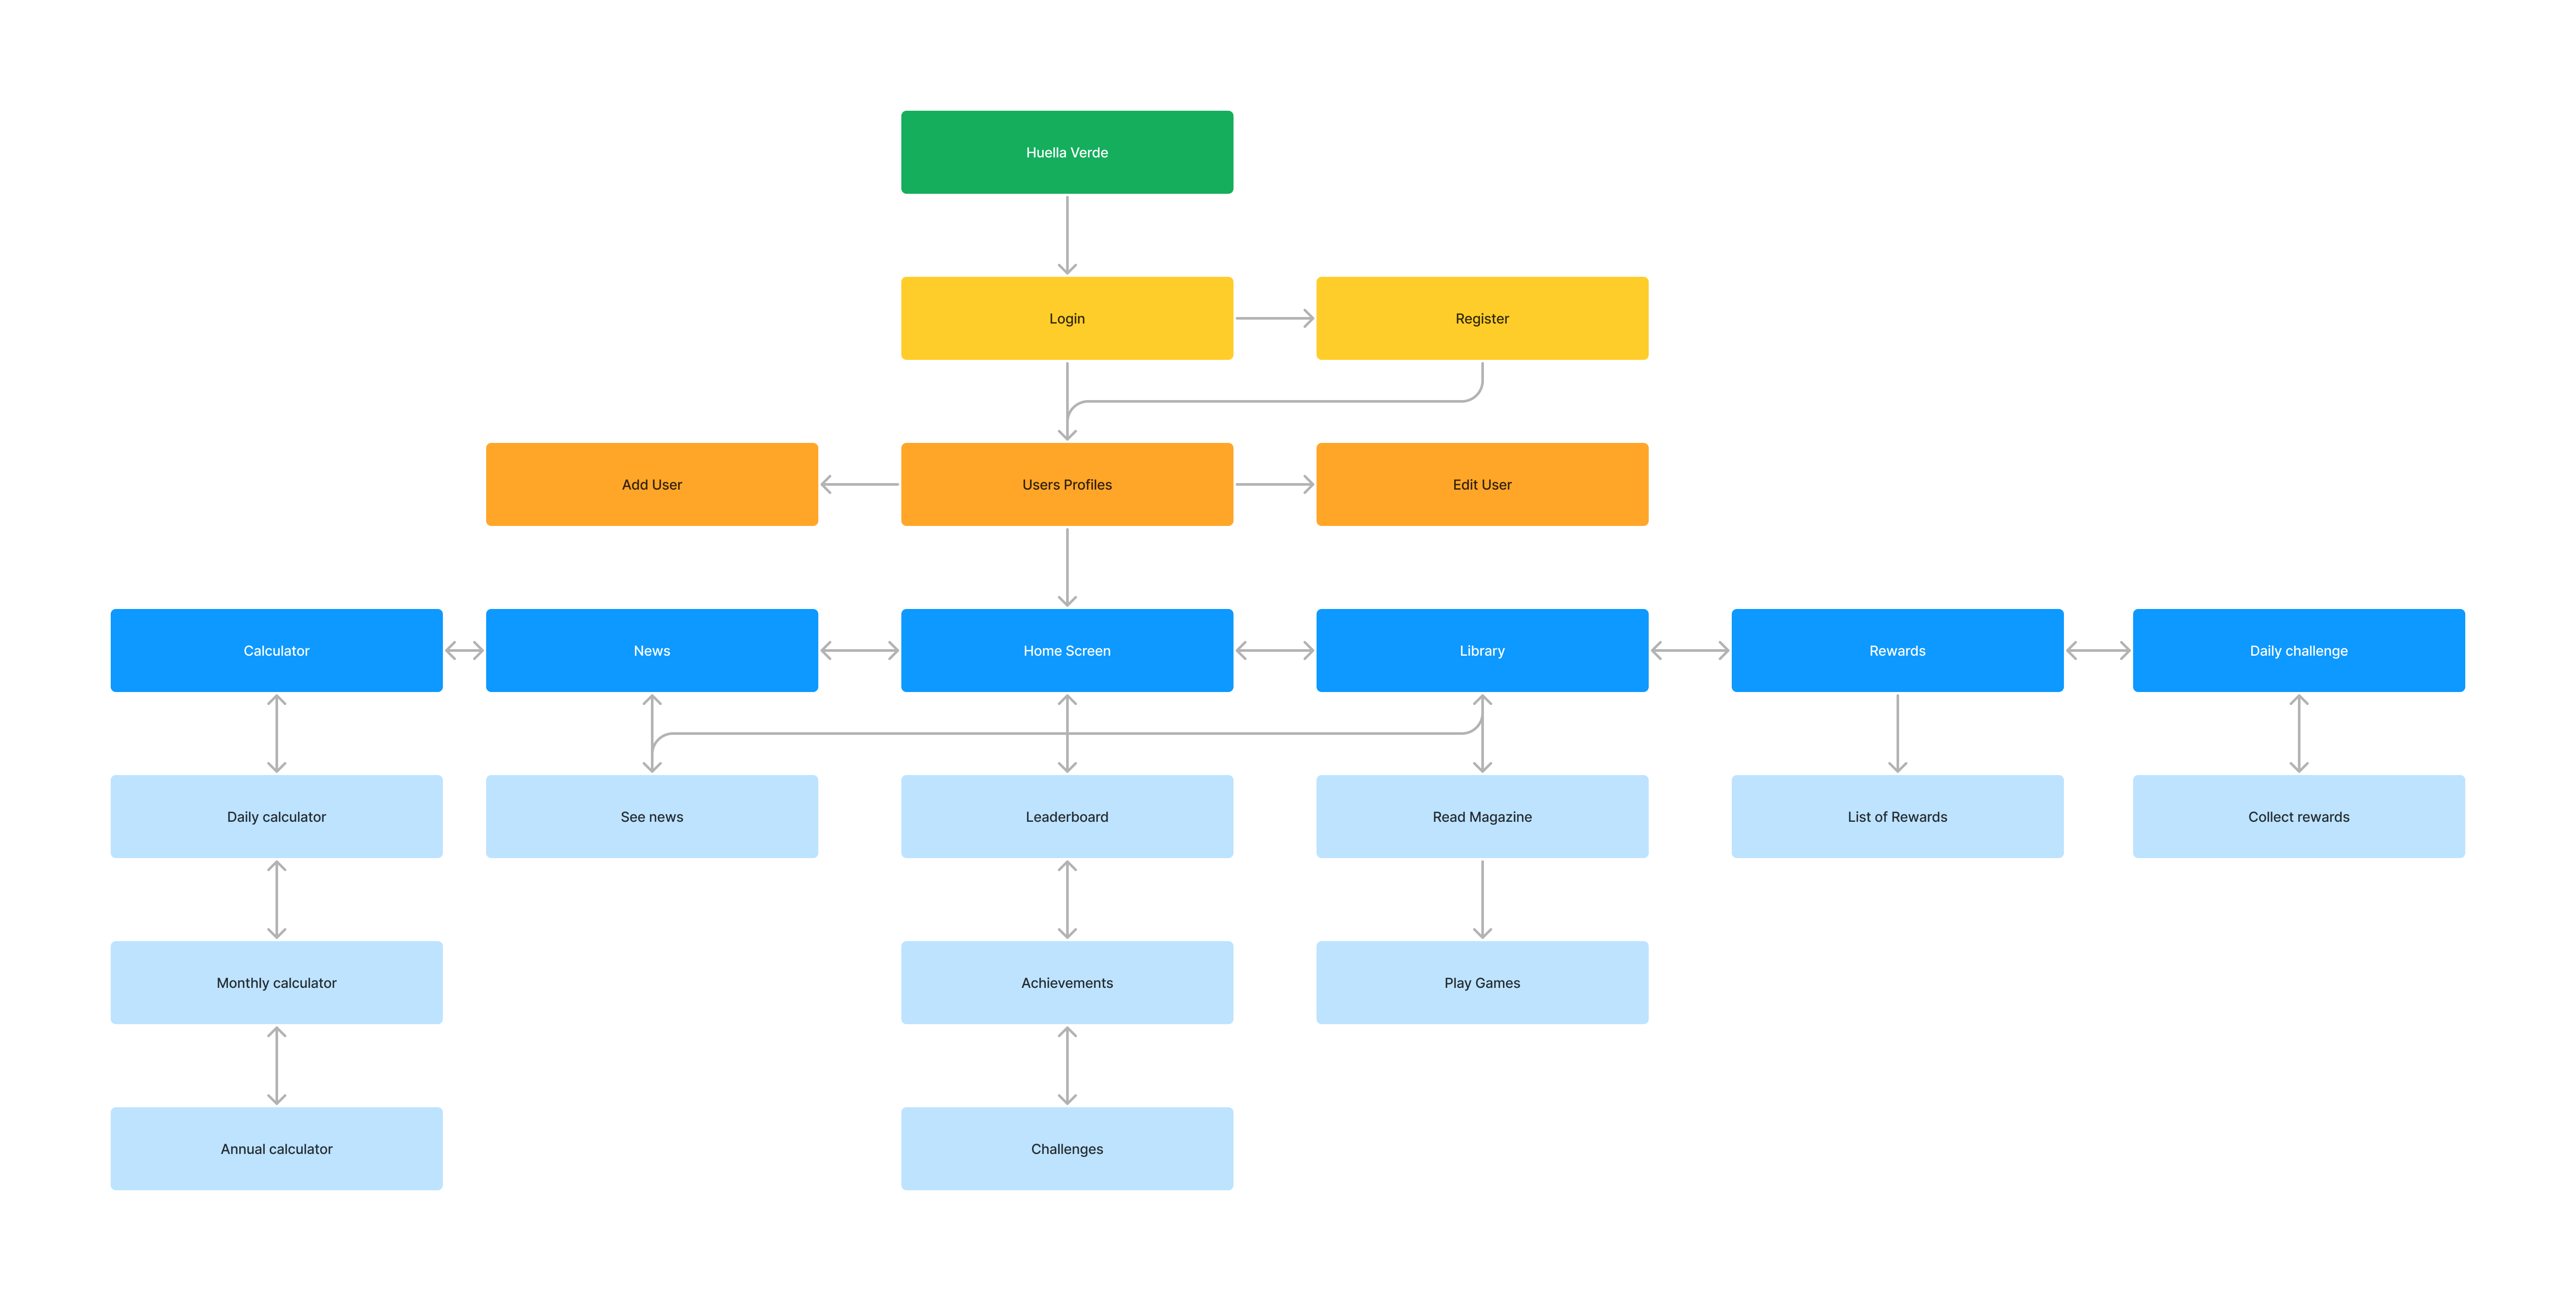 Huella Verde
Login
Register
Add User
Users Profiles
Edit User
Calculator
News
Home Screen
Library
Rewards
Daily challenge
Daily calculator
See news
Leaderboard
Read Magazine
List of Rewards
Collect rewards
Monthly calculator
Achievements
Play Games
Annual calculator
Challenges